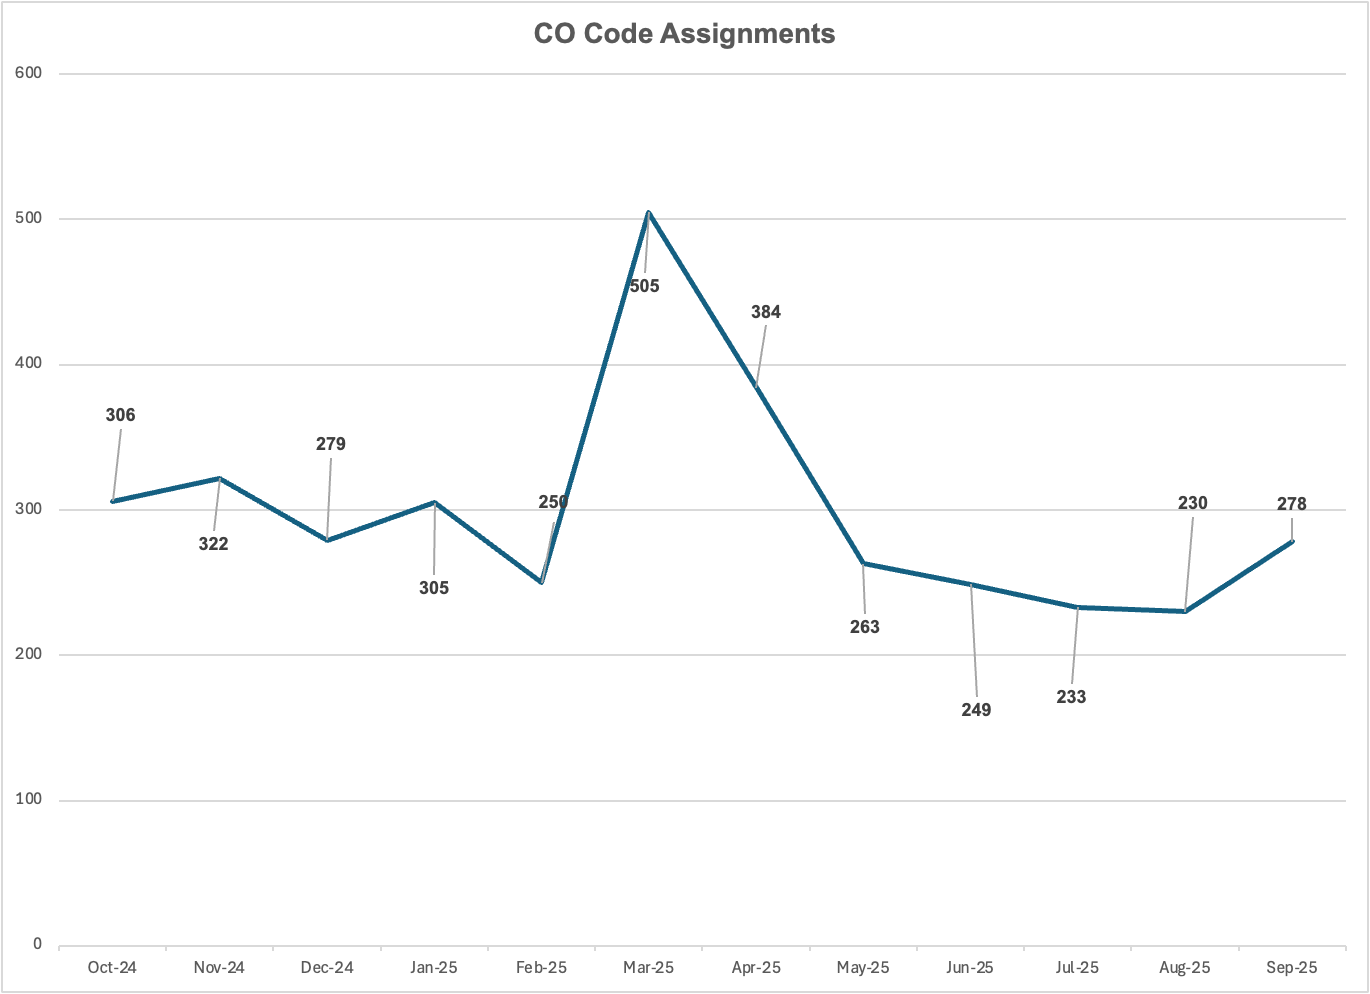 CO Code Assignments
600
500
400
300
200
100
0
306
322
279
305
250
505
384
263
249
233
230
278
Oct-24
Nov-24
Dec-24
Jan-25
Feb-25
Mar-25
Apr-25
May-25
Jun-25
Jul-25
Aug-25
Sep-25